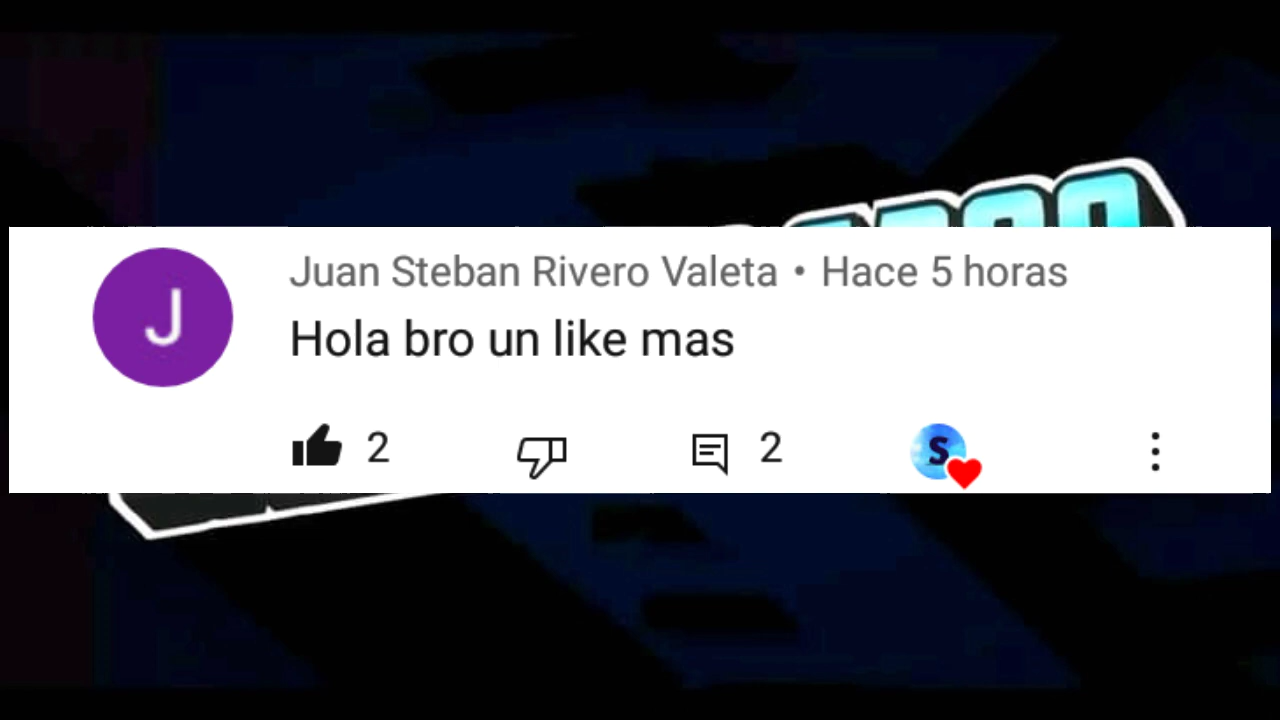 J
Juan Steban Rivero Valeta • Hace 5 horas
Hola bro un like mas
2
2
S